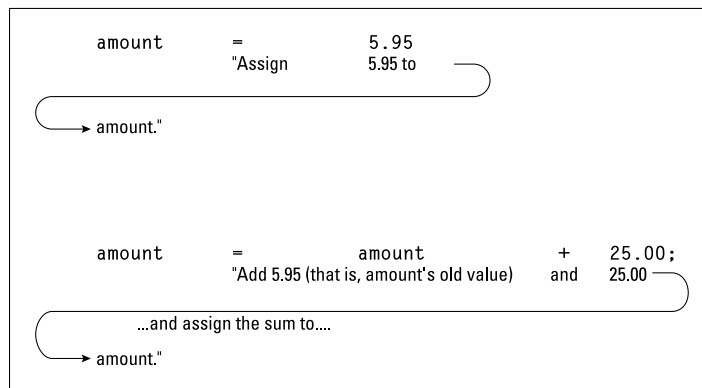 amount = 5.95
"Assign 5.95 to
amount."
amount = amount + 25.00;
"Add 5.95 (that is, amount's old value) and 25.00
...and assign the sum to....
amount."